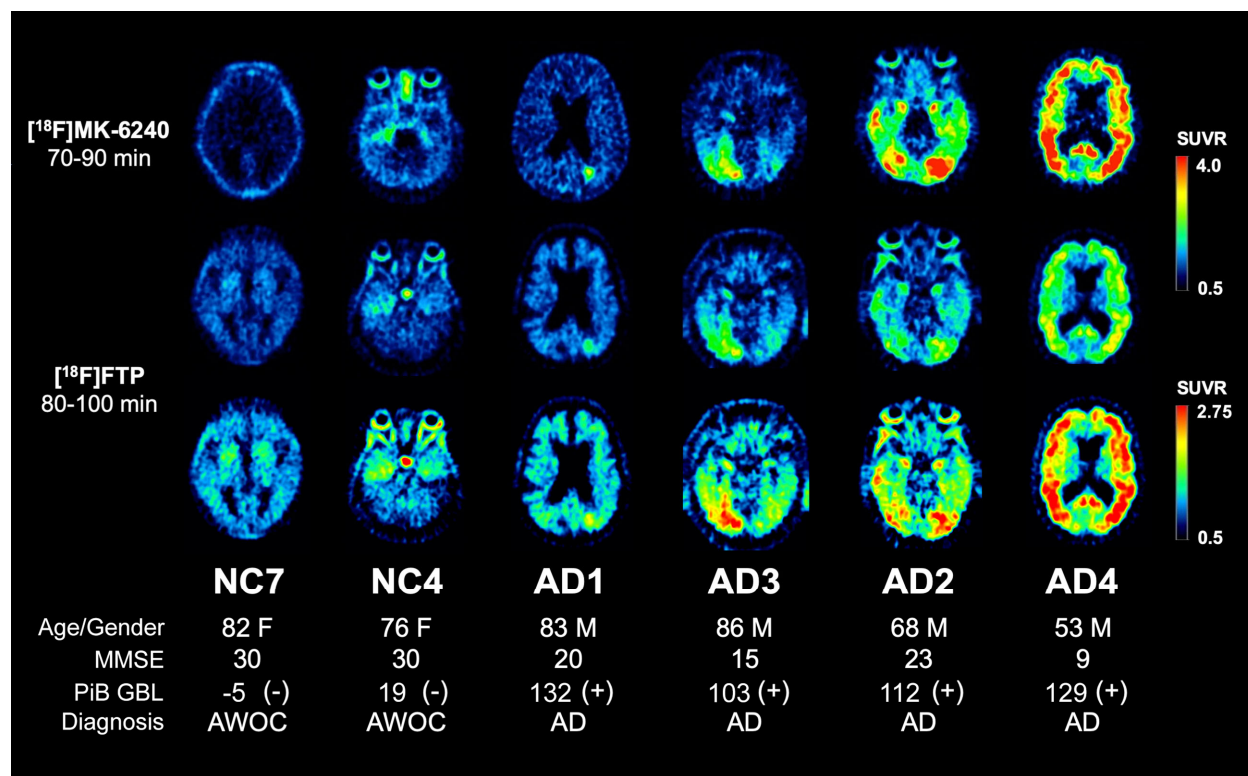 [¹⁸F]MK-6240
70-90 min
SUVR
4.0
0.5
[¹⁸F]FTP
80-100 min
SUVR
2.75
0.5
NC7 NC4 AD1 AD3 AD2 AD4
Age/Gender 82 F 76 F 83 M 86 M 68 M 53 M
MMSE 30 30 20 15 23 9
PiB GBL -5 (-) 19 (-) 132 (+) 103 (+) 112 (+) 129 (+)
Diagnosis AWOC AWOC AD AD AD AD